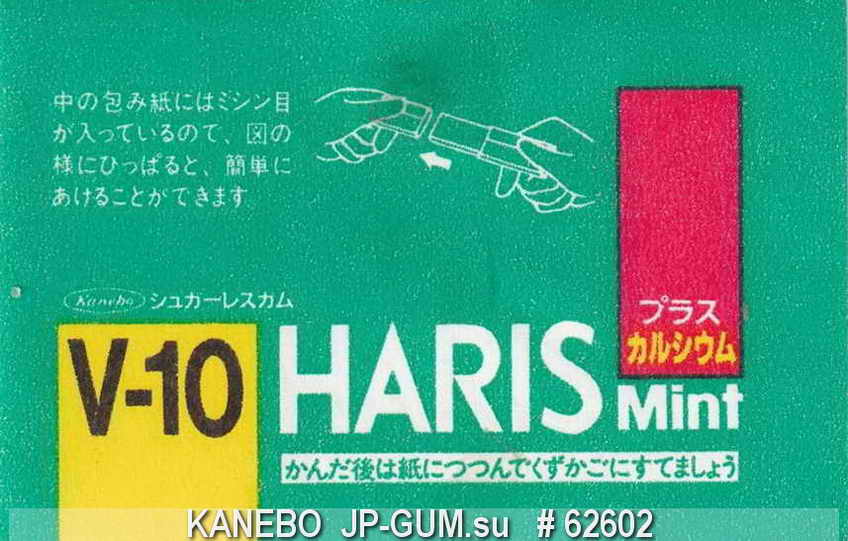 中の包み紙にはミシン目
が入っているので、図の
様にひっぱると、簡単に
あけることができます
Kanebo シュガーレスガム
V-10
HARIS
プラス
カルシウム
Mint
かんだ後は紙につつんでくずかごにすてましょう
KANEBO JP-GUM.su # 62602